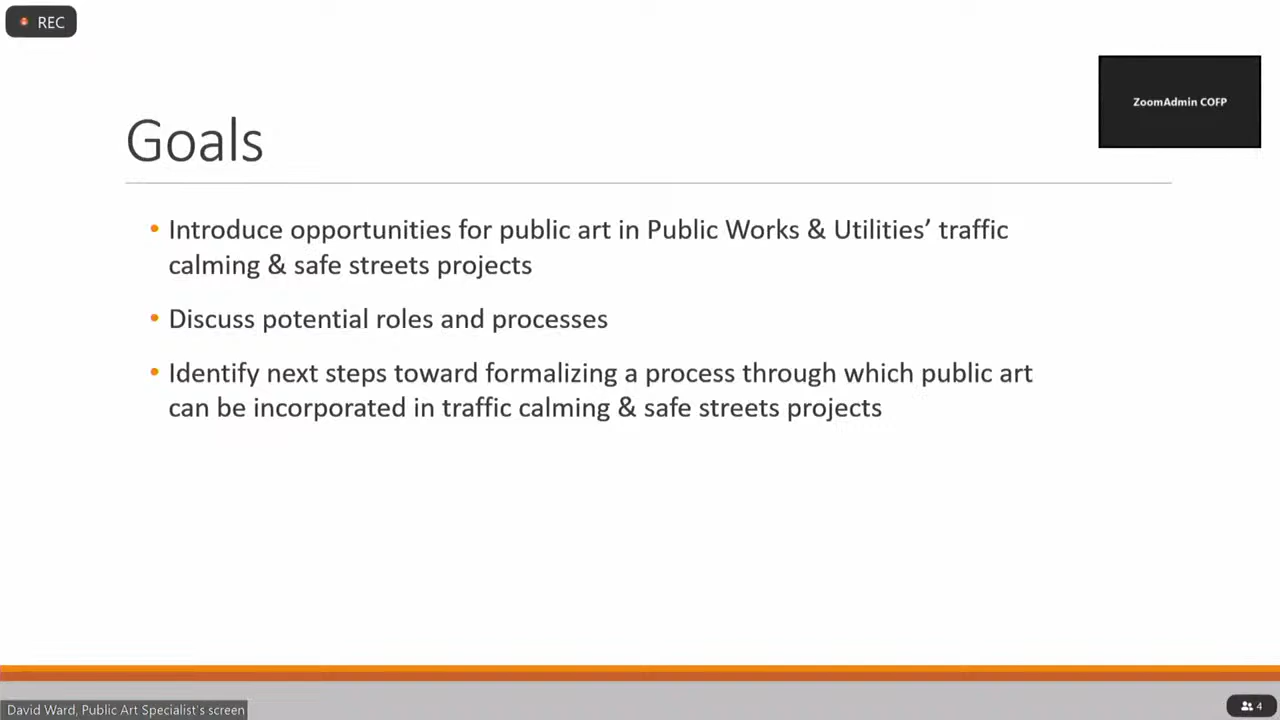 REC
ZoomAdmin COFP
Goals
• Introduce opportunities for public art in Public Works & Utilities’ traffic
calming & safe streets projects
• Discuss potential roles and processes
• Identify next steps toward formalizing a process through which public art
can be incorporated in traffic calming & safe streets projects
David Ward, Public Art Specialist's screen
4